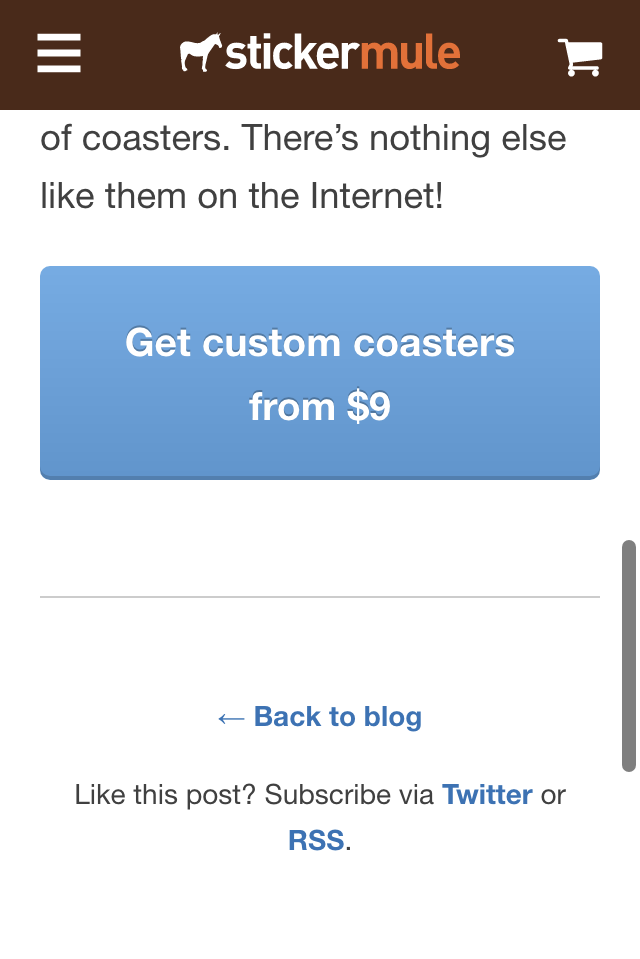 stickermule
of coasters. There’s nothing else
like them on the Internet!
Get custom coasters
from $9
← Back to blog
Like this post? Subscribe via Twitter or
RSS.